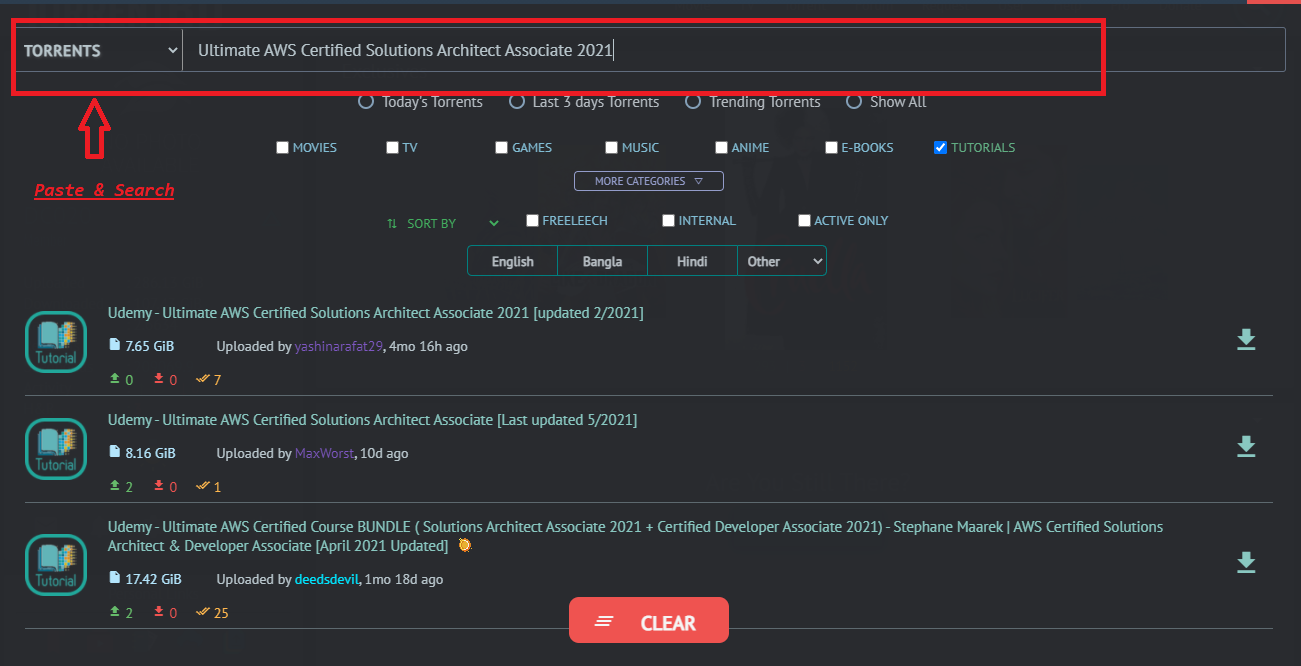 TORRENTS Ultimate AWS Certified Solutions Architect Associate 2021
Today's Torrents Last 3 days Torrents Trending Torrents Show All
MOVIES TV GAMES MUSIC ANIME E-BOOKS TUTORIALS
Paste & Search
MORE CATEGORIES
SORT BY FREELEECH INTERNAL ACTIVE ONLY
English Bangla Hindi Other
Udemy - Ultimate AWS Certified Solutions Architect Associate 2021 [updated 2/2021]
Tutorial
7.65 GiB Uploaded by yashinarafat29, 4mo 16h ago
0 0 7
Udemy - Ultimate AWS Certified Solutions Architect Associate [Last updated 5/2021]
Tutorial
8.16 GiB Uploaded by MaxWorst, 10d ago
2 0 1
Udemy - Ultimate AWS Certified Course BUNDLE ( Solutions Architect Associate 2021 + Certified Developer Associate 2021) - Stephane Maarek | AWS Certified Solutions
Architect & Developer Associate [April 2021 Updated]
Tutorial
17.42 GiB Uploaded by deedsdevil, 1mo 18d ago
2 0 25
CLEAR